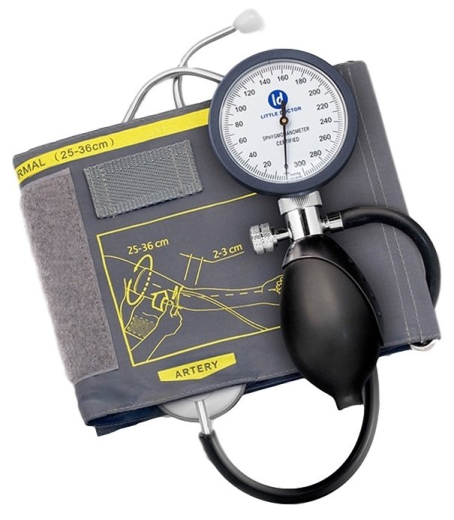 RMAL (25-36cm)
160
140
180
120
200
100
220
80
240
60
260
40
280
20
300
ld
LITTLE DOCTOR
SPHYGMOMANOMETER
CERTIFIED
25-36 cm
2-3 cm
ARTERY